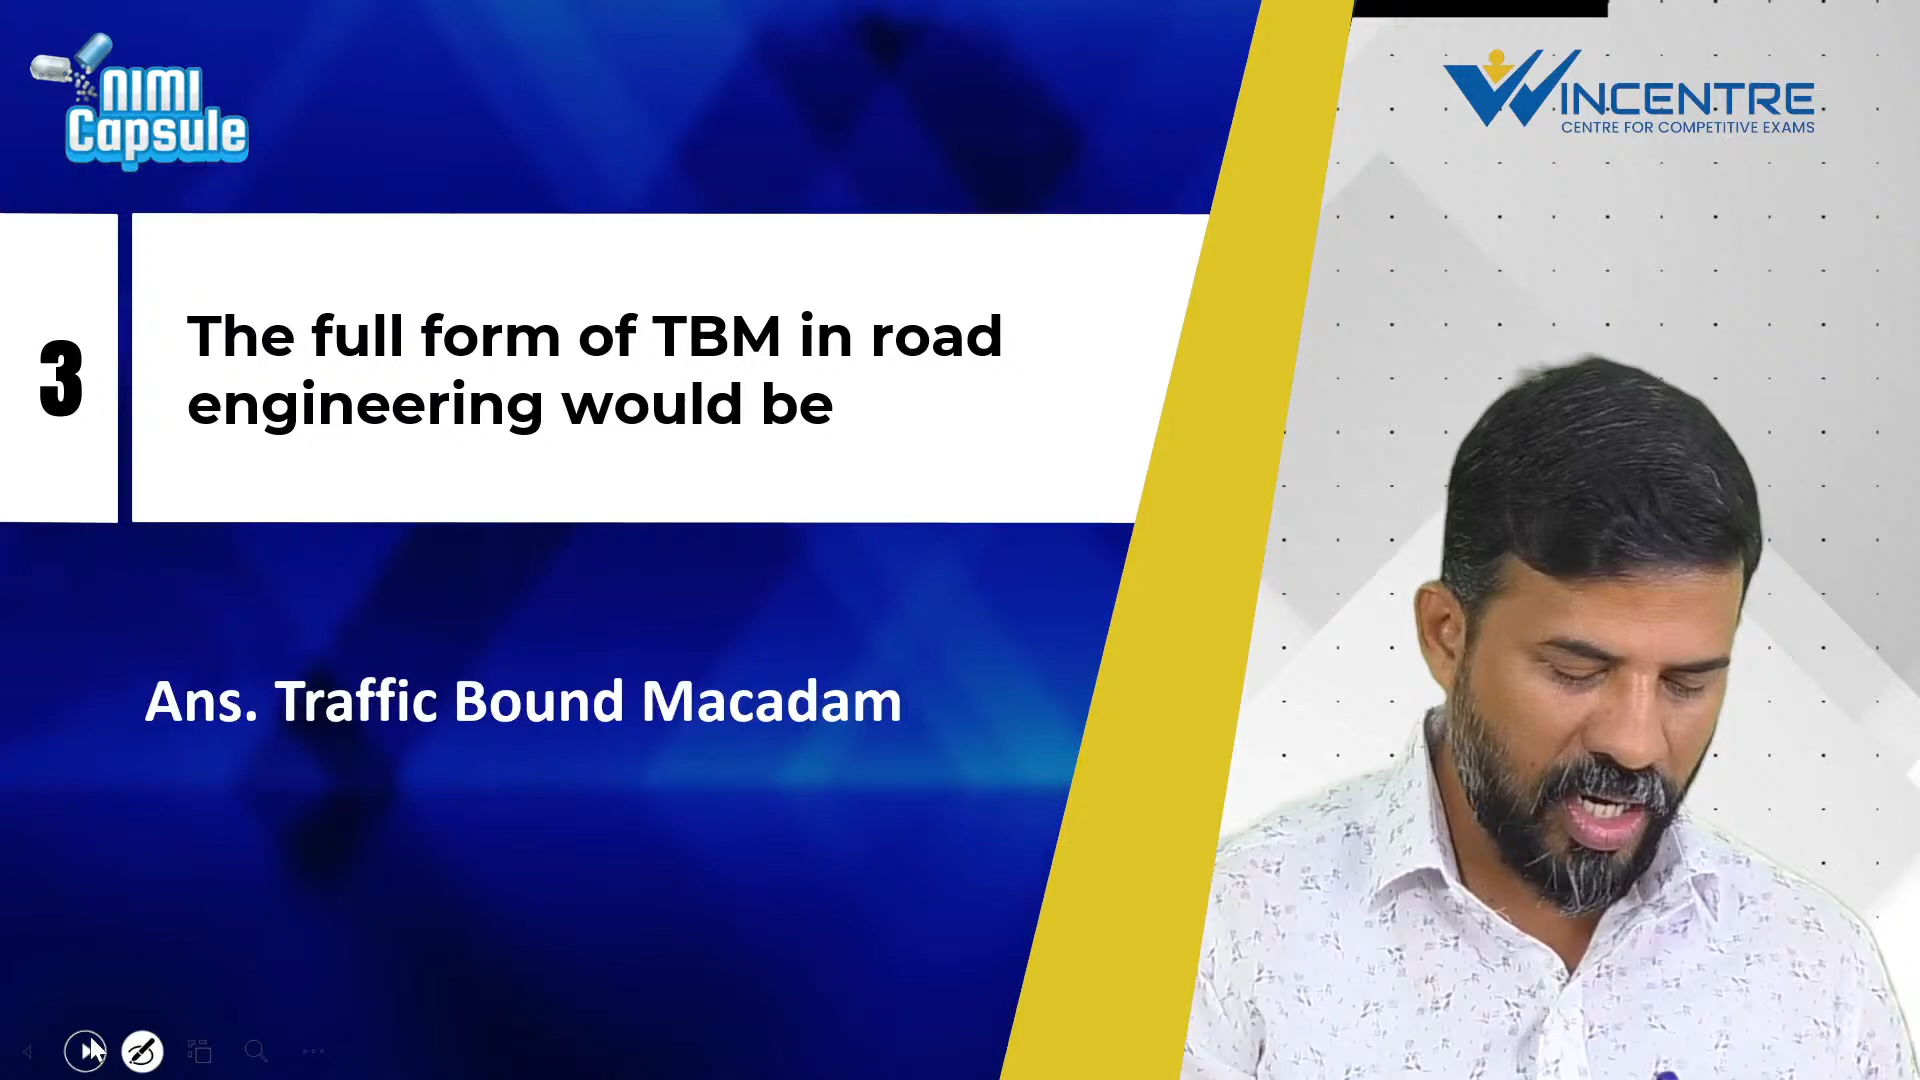 NIMI
Capsule
WINCENTRE
CENTRE FOR COMPETITIVE EXAMS
3
The full form of TBM in road
engineering would be
Ans. Traffic Bound Macadam